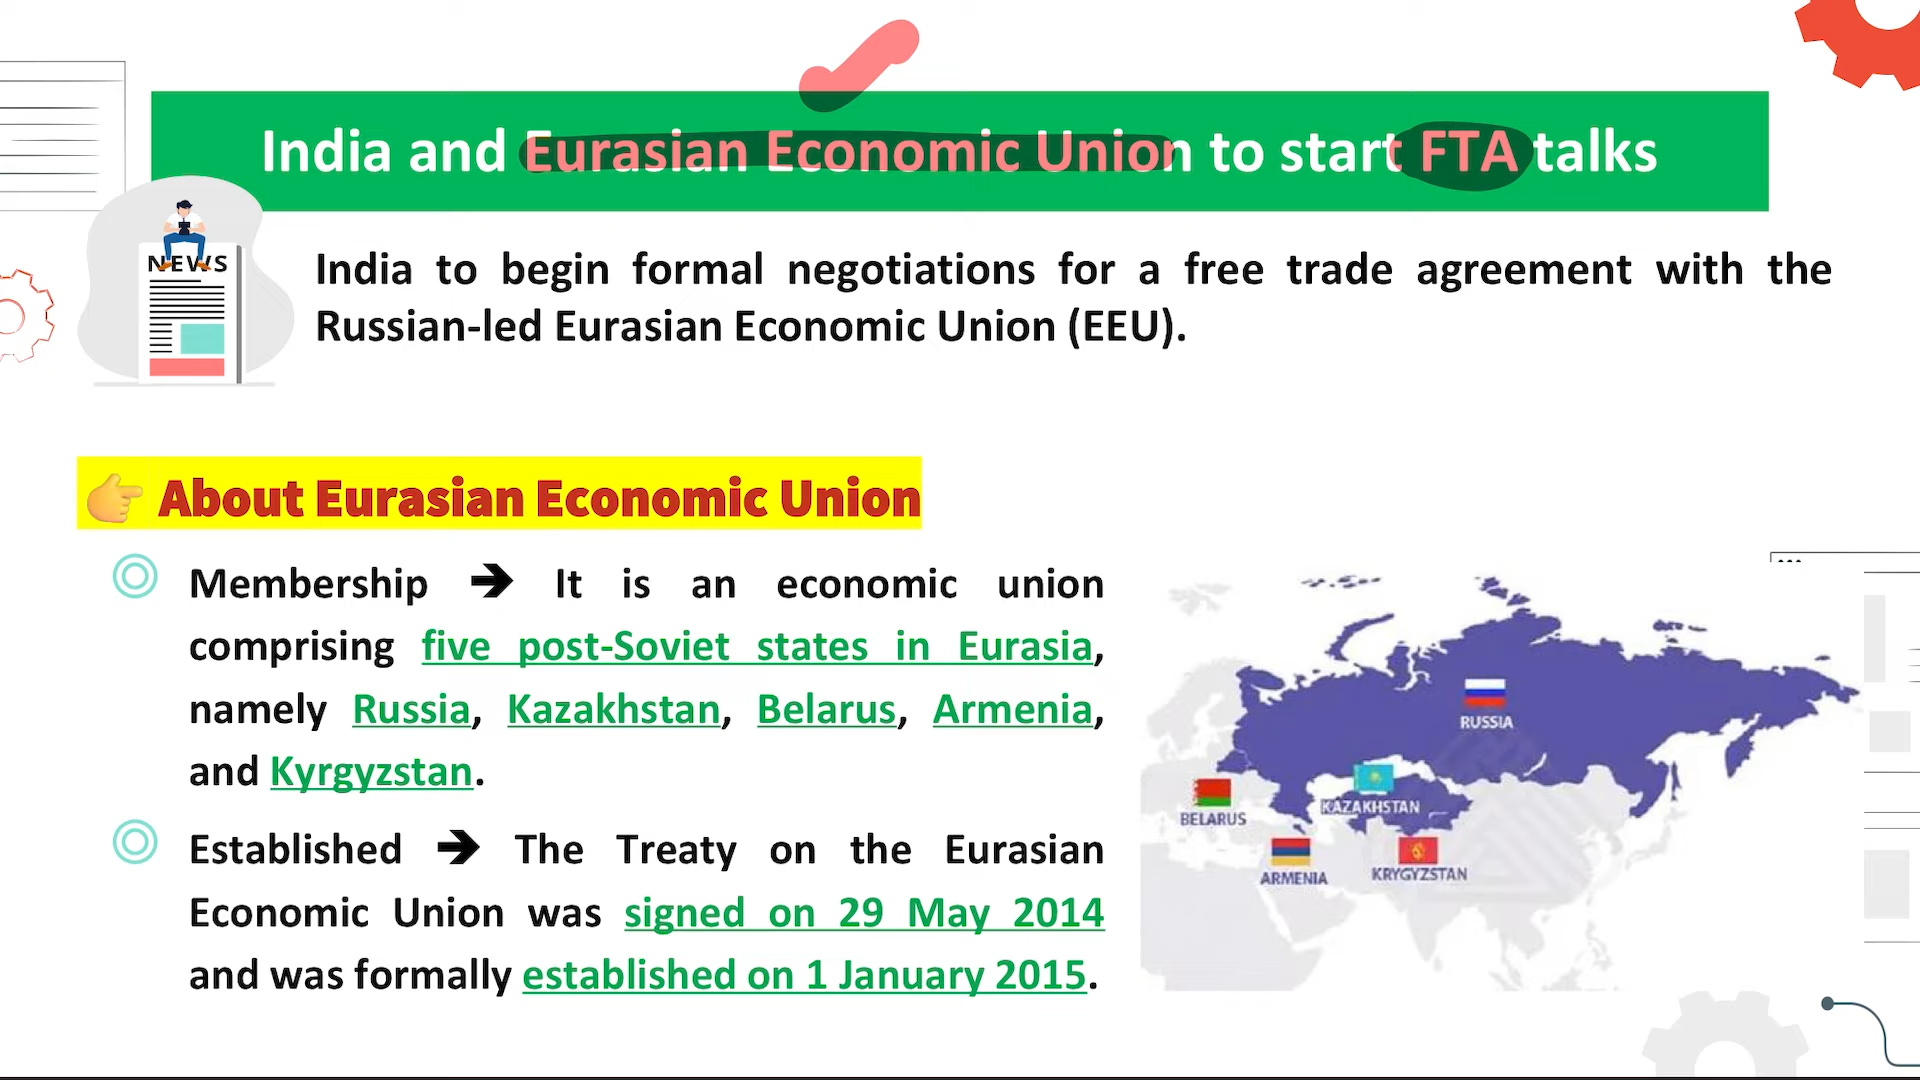 India and Eurasian Economic Union to start FTA talks
NEWS
India to begin formal negotiations for a free trade agreement with the
Russian-led Eurasian Economic Union (EEU).
👉 About Eurasian Economic Union
Membership ➔ It is an economic union
comprising five post-Soviet states in Eurasia,
namely Russia, Kazakhstan, Belarus, Armenia,
and Kyrgyzstan.
Established ➔ The Treaty on the Eurasian
Economic Union was signed on 29 May 2014
and was formally established on 1 January 2015.
RUSSIA
KAZAKHSTAN
BELARUS
ARMENIA
KRYGYZSTAN